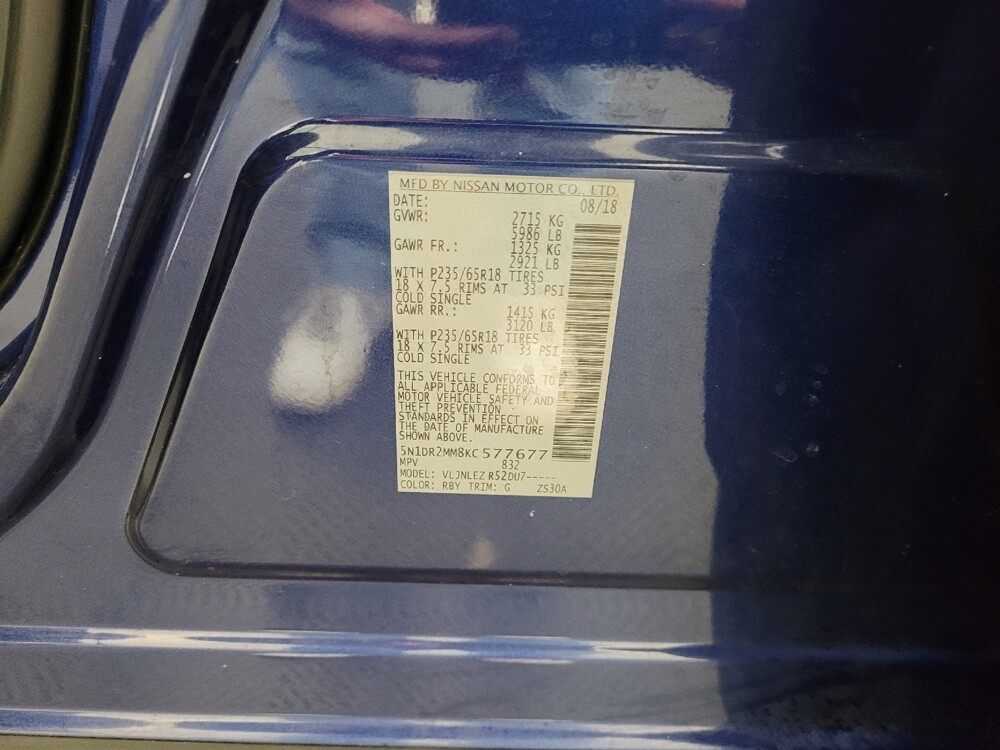 MFD BY NISSAN MOTOR CO., LTD.
DATE: 08/18
GVWR: 2715 KG
5986 LB
GAWR FR.: 1325 KG
2921 LB
WITH P235/65R18 TIRES
18 X 7.5 RIMS AT 33 PSI
COLD SINGLE
GAWR RR.: 1415 KG
3120 LB
WITH P235/65R18 TIRES
18 X 7.5 RIMS AT 33 PSI
COLD SINGLE
THIS VEHICLE CONFORMS TO
ALL APPLICABLE FEDERAL
MOTOR VEHICLE SAFETY AND
THEFT PREVENTION
STANDARDS IN EFFECT ON
THE DATE OF MANUFACTURE
SHOWN ABOVE.
5N1DR2MM8KC577677
MPV 832
MODEL: VLJNLEZ R52DU7-----
COLOR: RBY TRIM: G ZS30A